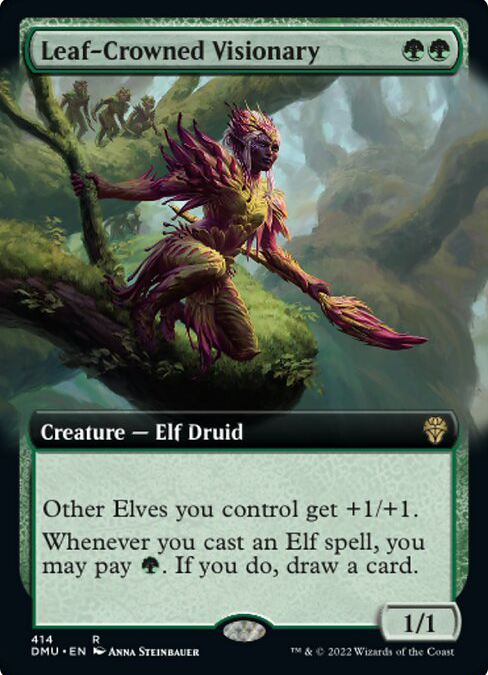 Leaf-Crowned Visionary
Creature — Elf Druid
Other Elves you control get +1/+1.
Whenever you cast an Elf spell, you
may pay . If you do, draw a card.
1/1
414 R
DMU • EN Anna Steinbauer
™ & © 2022 Wizards of the Coast